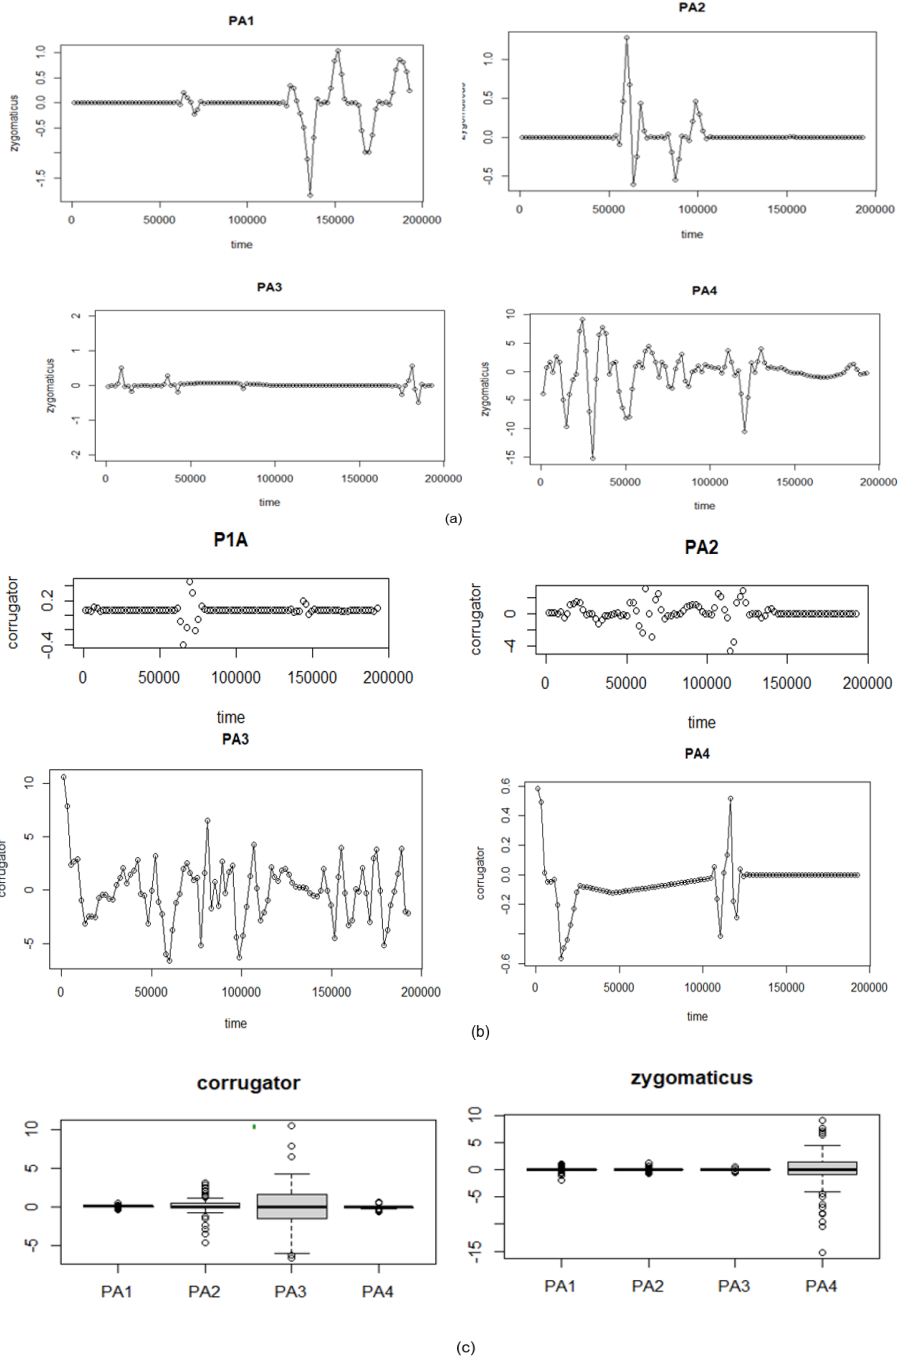 PA1
zygomaticus
1.0
0.5
0.0
-0.5
-1.5
0 50000 100000 150000 200000
time
PA2
zygomaticus
1.0
0.5
0.0
-0.5
0 50000 100000 150000 200000
time
PA3
zygomaticus
2
1
0
-1
-2
0 50000 100000 150000 200000
time
PA4
zygomaticus
10
5
0
-5
-10
-15
0 50000 100000 150000 200000
time
(a)
P1A
corrugator
0.2
-0.4
0 50000 100000 150000 200000
time
PA2
corrugator
0
-4
0 50000 100000 150000 200000
time
PA3
corrugator
10
5
0
-5
0 50000 100000 150000 200000
time
PA4
corrugator
0.6
0.4
0.2
0.0
-0.2
-0.6
0 50000 100000 150000 200000
time
(b)
corrugator
10
5
0
-5
PA1 PA2 PA3 PA4
zygomaticus
10
5
0
-5
-15
PA1 PA2 PA3 PA4
(c)